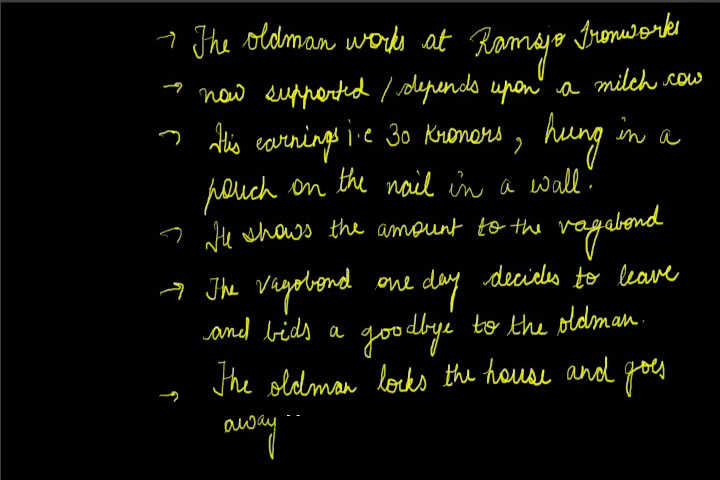 → The oldman works at Ramsjo Ironworks
→ now supported / depends upon a milch cow
→ His earnings i.e 30 Kronors, hung in a
pouch on the nail in a wall.
→ He shows the amount to the vagabond
→ The vagobond one day decides to leave
and bids a goodbye to the oldman.
→ The oldman locks the house and goes
away --